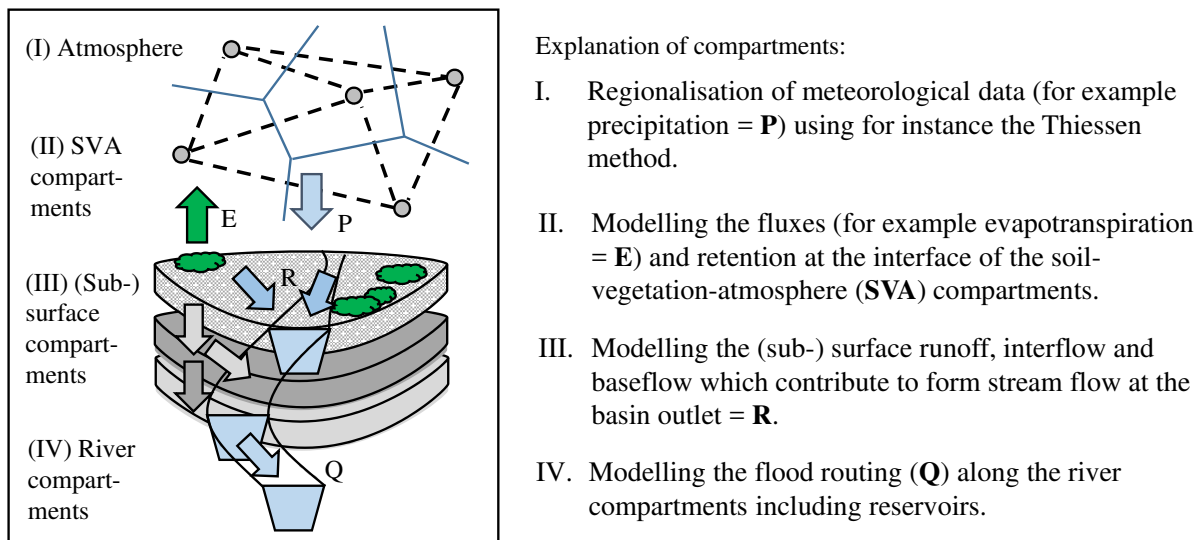 (I) Atmosphere
(II) SVA
compart-
ments
E
P
(III) (Sub-)
surface
compart-
ments
R
(IV) River
compart-
ments
Q
Explanation of compartments:
I. Regionalisation of meteorological data (for example
precipitation = P) using for instance the Thiessen
method.
II. Modelling the fluxes (for example evapotranspiration
= E) and retention at the interface of the soil-
vegetation-atmosphere (SVA) compartments.
III. Modelling the (sub-) surface runoff, interflow and
baseflow which contribute to form stream flow at the
basin outlet = R.
IV. Modelling the flood routing (Q) along the river
compartments including reservoirs.